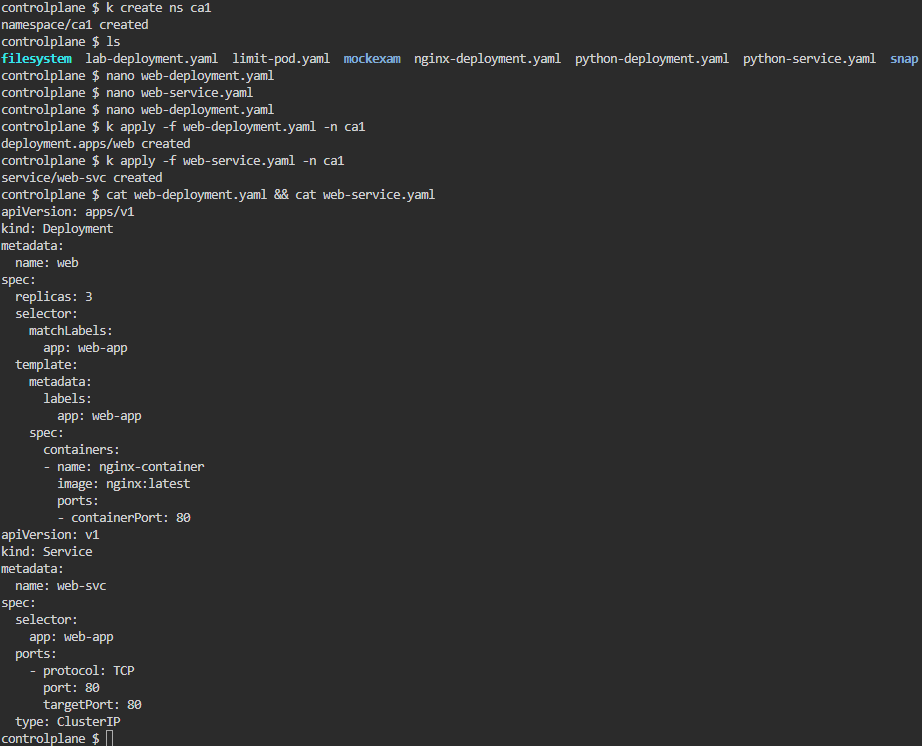 controlplane $ k create ns ca1
namespace/ca1 created
controlplane $ ls
filesystem  lab-deployment.yaml  limit-pod.yaml  mockexam  nginx-deployment.yaml  python-deployment.yaml  python-service.yaml  snap
controlplane $ nano web-deployment.yaml
controlplane $ nano web-service.yaml
controlplane $ nano web-deployment.yaml
controlplane $ k apply -f web-deployment.yaml -n ca1
deployment.apps/web created
controlplane $ k apply -f web-service.yaml -n ca1
service/web-svc created
controlplane $ cat web-deployment.yaml && cat web-service.yaml
apiVersion: apps/v1
kind: Deployment
metadata:
  name: web
spec:
  replicas: 3
  selector:
    matchLabels:
      app: web-app
  template:
    metadata:
      labels:
        app: web-app
    spec:
      containers:
      - name: nginx-container
        image: nginx:latest
        ports:
        - containerPort: 80
apiVersion: v1
kind: Service
metadata:
  name: web-svc
spec:
  selector:
    app: web-app
  ports:
    - protocol: TCP
      port: 80
      targetPort: 80
  type: ClusterIP
controlplane $